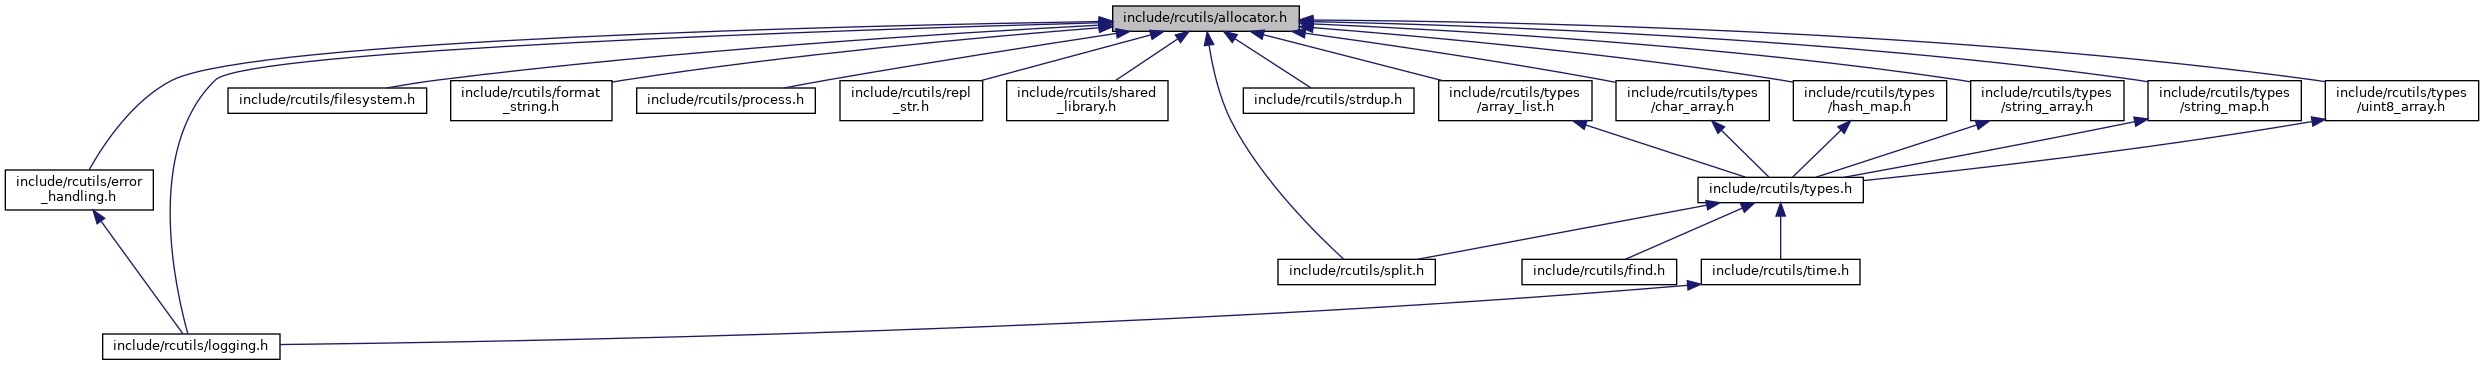 include/rcutils/allocator.h
include/rcutils/filesystem.h
include/rcutils/format
_string.h
include/rcutils/process.h
include/rcutils/repl
_str.h
include/rcutils/shared
_library.h
include/rcutils/strdup.h
include/rcutils/types
/array_list.h
include/rcutils/types
/char_array.h
include/rcutils/types
/hash_map.h
include/rcutils/types
/string_array.h
include/rcutils/types
/string_map.h
include/rcutils/types
/uint8_array.h
include/rcutils/error
_handling.h
include/rcutils/types.h
include/rcutils/split.h
include/rcutils/find.h
include/rcutils/time.h
include/rcutils/logging.h